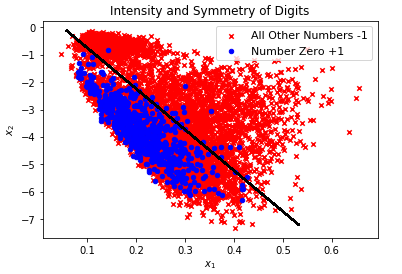 Intensity and Symmetry of Digits
All Other Numbers -1
Number Zero +1
0
−1
−2
−3
−4
−5
−6
−7
x₂
0.1 0.2 0.3 0.4 0.5 0.6
x₁